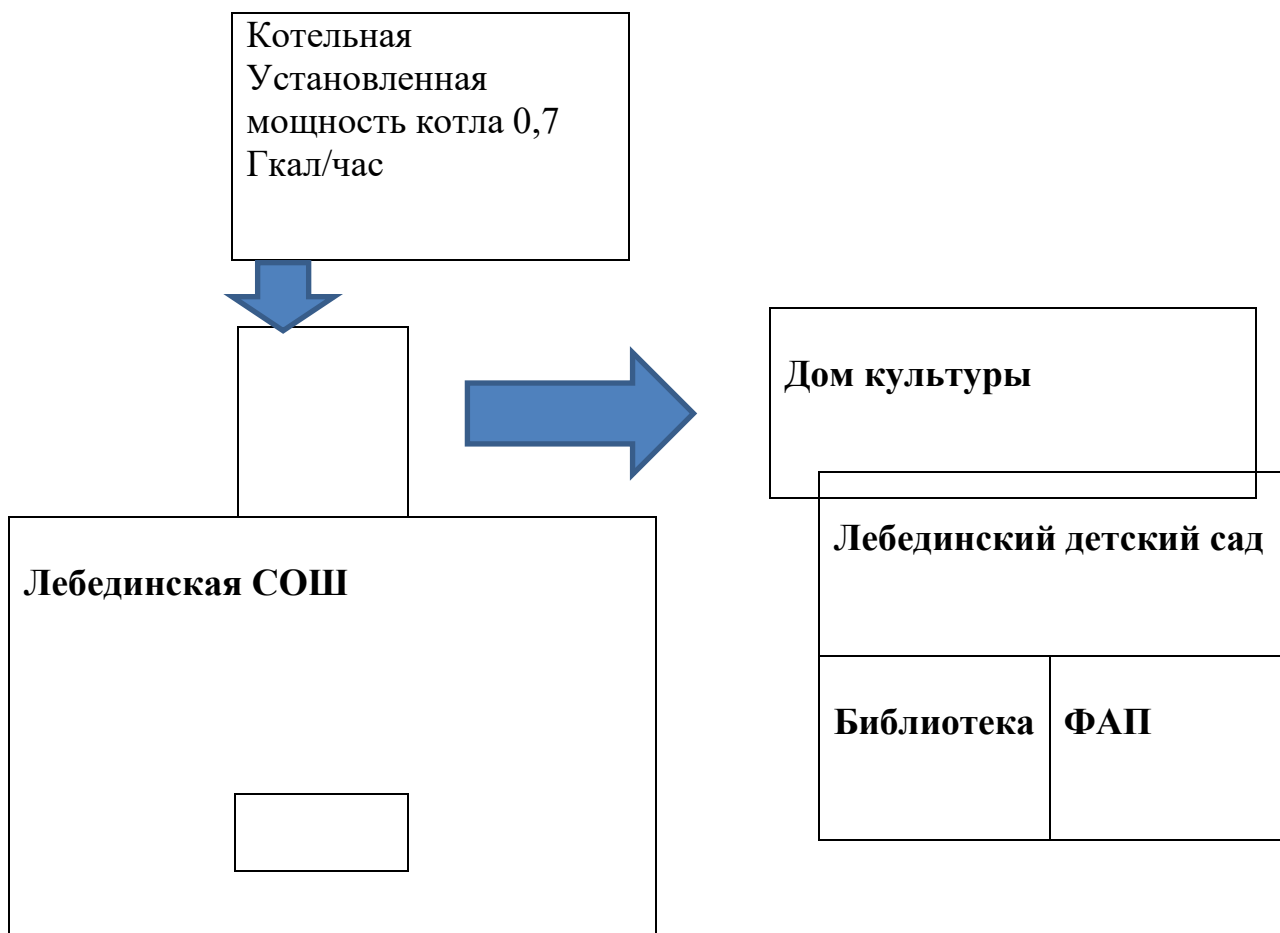 Котельная
Установленная
мощность котла 0,7
Гкал/час
Дом культуры
Лебединский детский сад
Лебединская СОШ
Библиотека
ФАП